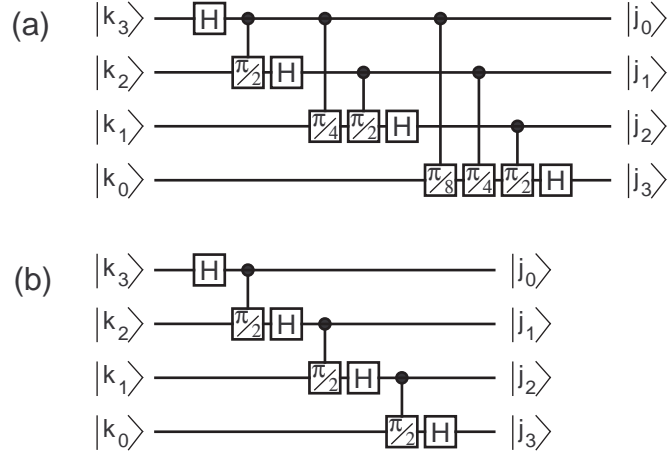 (a)
|k₃⟩ H |j₀⟩
|k₂⟩ π/2 H |j₁⟩
|k₁⟩ π/4 π/2 H |j₂⟩
|k₀⟩ π/8 π/4 π/2 H |j₃⟩
(b)
|k₃⟩ H |j₀⟩
|k₂⟩ π/2 H |j₁⟩
|k₁⟩ π/2 H |j₂⟩
|k₀⟩ π/2 H |j₃⟩